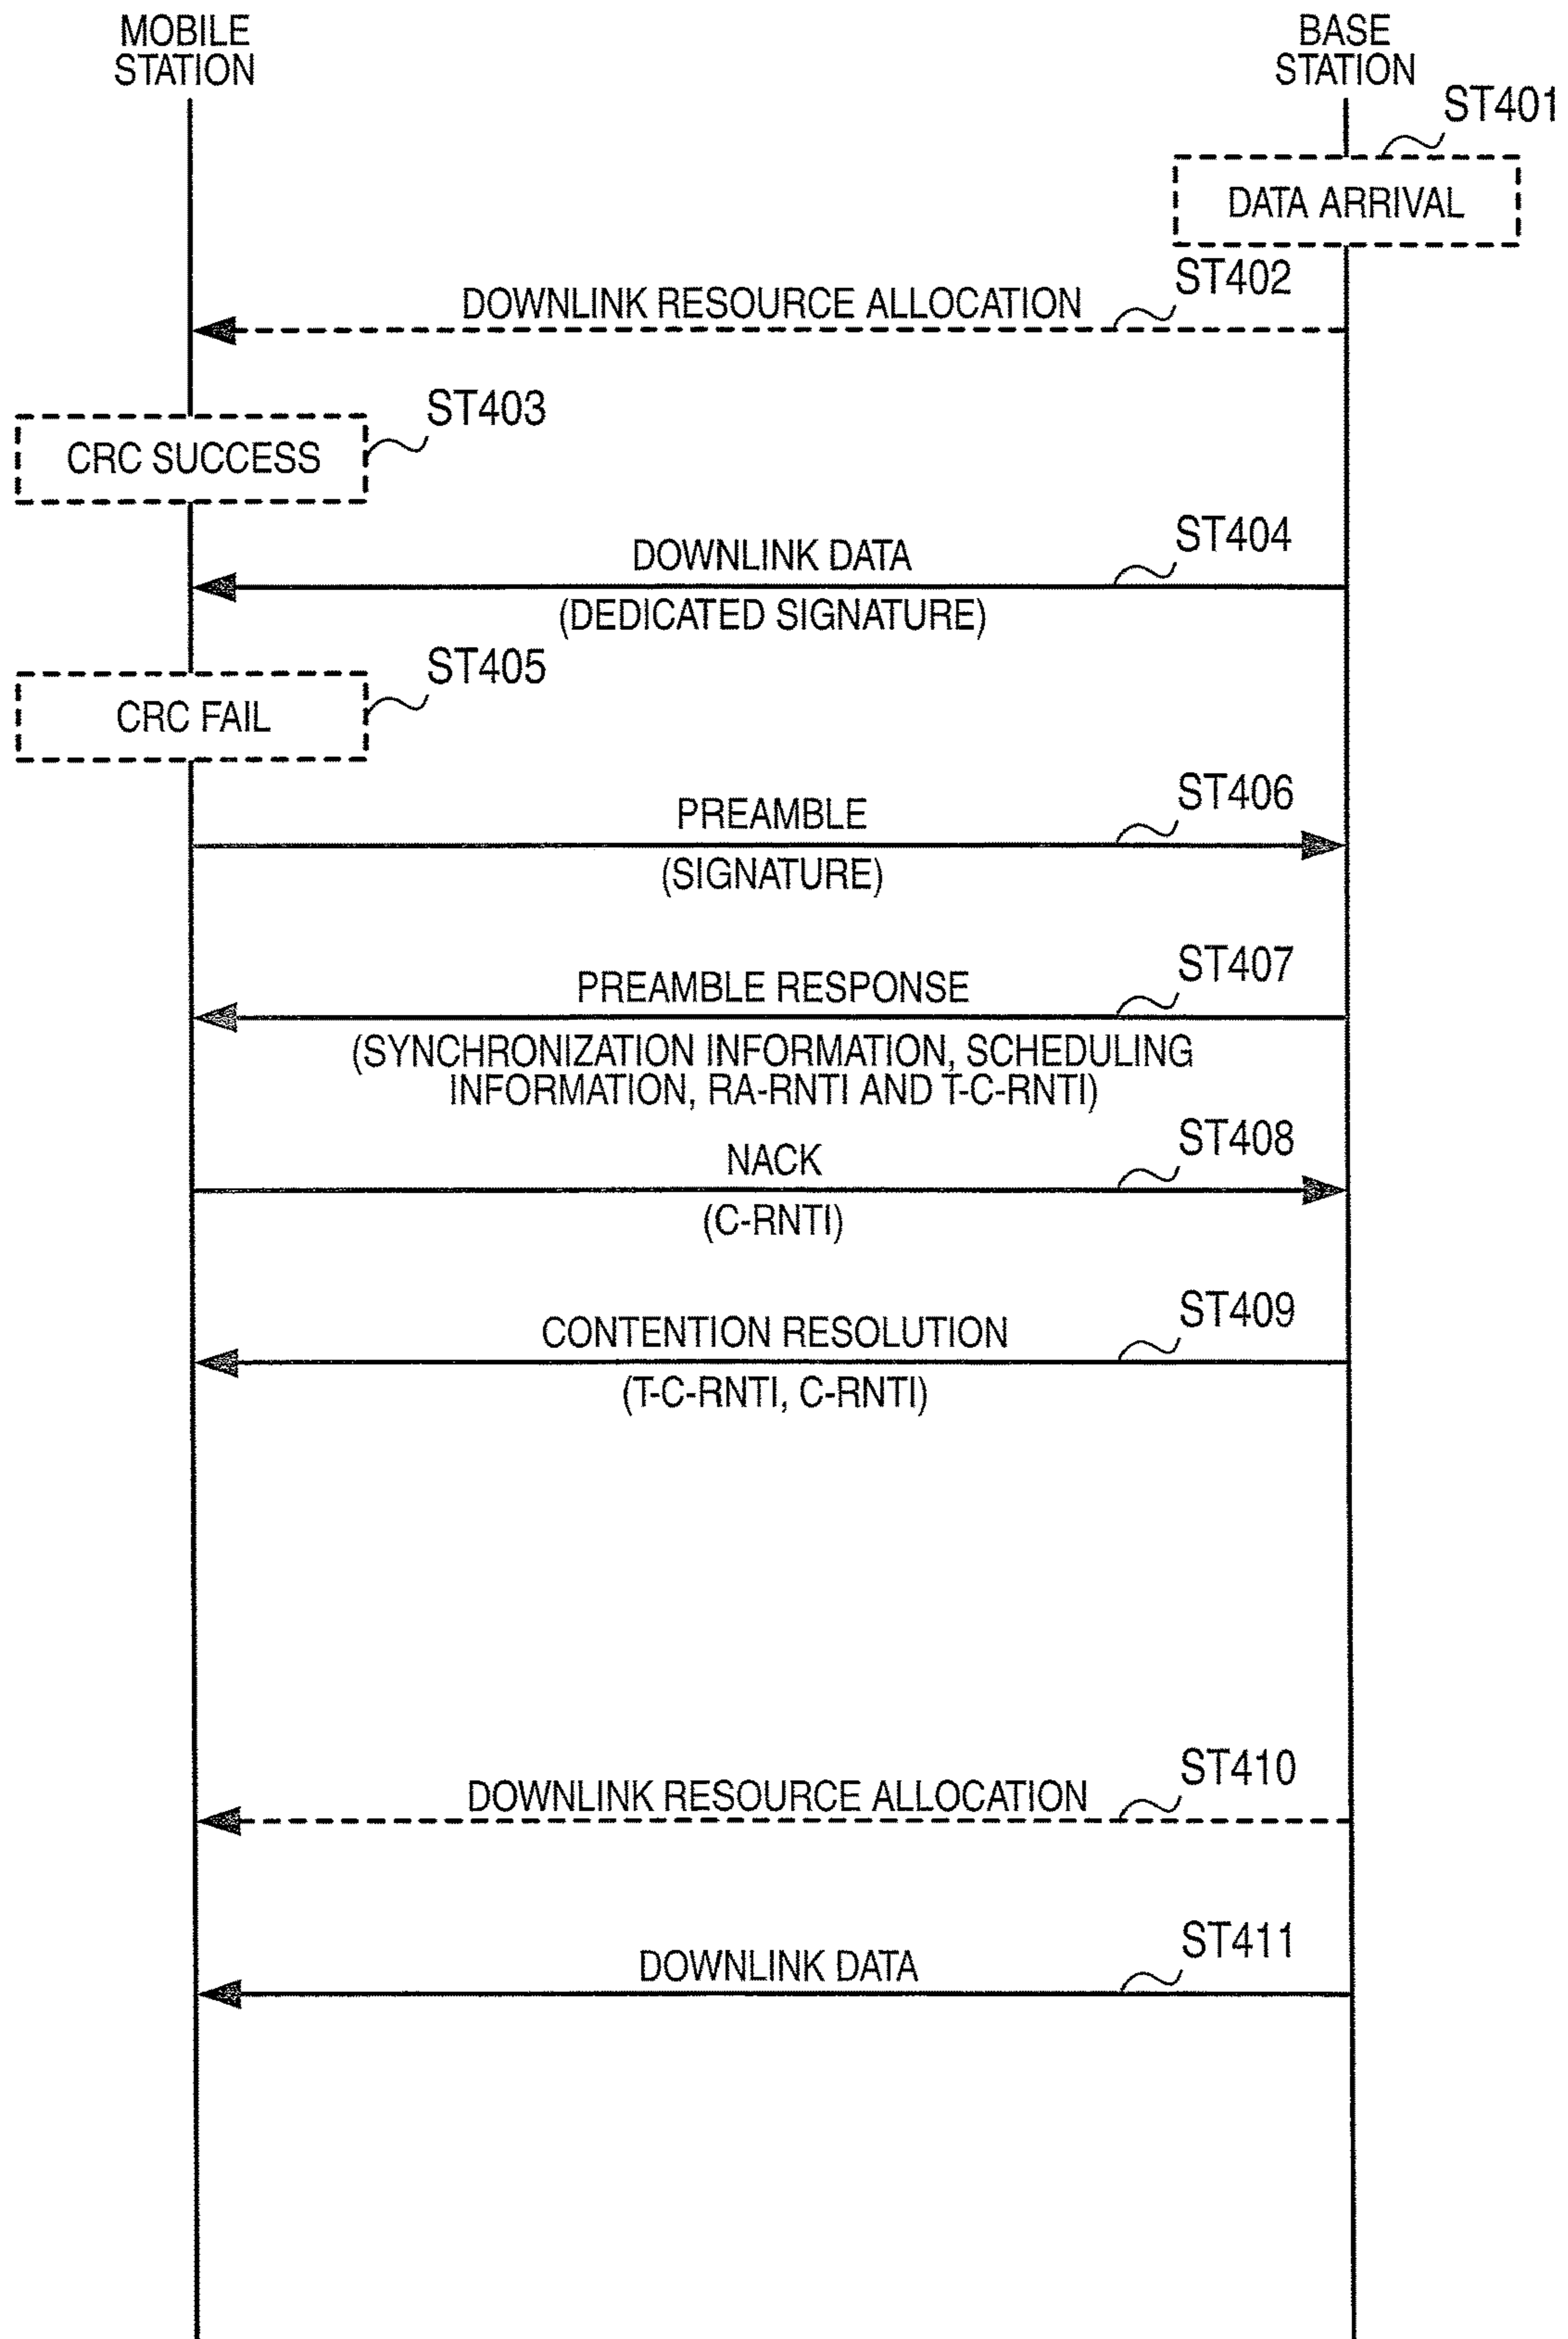 MOBILE
STATION
BASE
STATION
ST401
DATA ARRIVAL
ST402
DOWNLINK RESOURCE ALLOCATION
ST403
CRC SUCCESS
ST404
DOWNLINK DATA
(DEDICATED SIGNATURE)
ST405
CRC FAIL
ST406
PREAMBLE
(SIGNATURE)
ST407
PREAMBLE RESPONSE
(SYNCHRONIZATION INFORMATION, SCHEDULING
INFORMATION, RA-RNTI AND T-C-RNTI)
ST408
NACK
(C-RNTI)
ST409
CONTENTION RESOLUTION
(T-C-RNTI, C-RNTI)
ST410
DOWNLINK RESOURCE ALLOCATION
ST411
DOWNLINK DATA